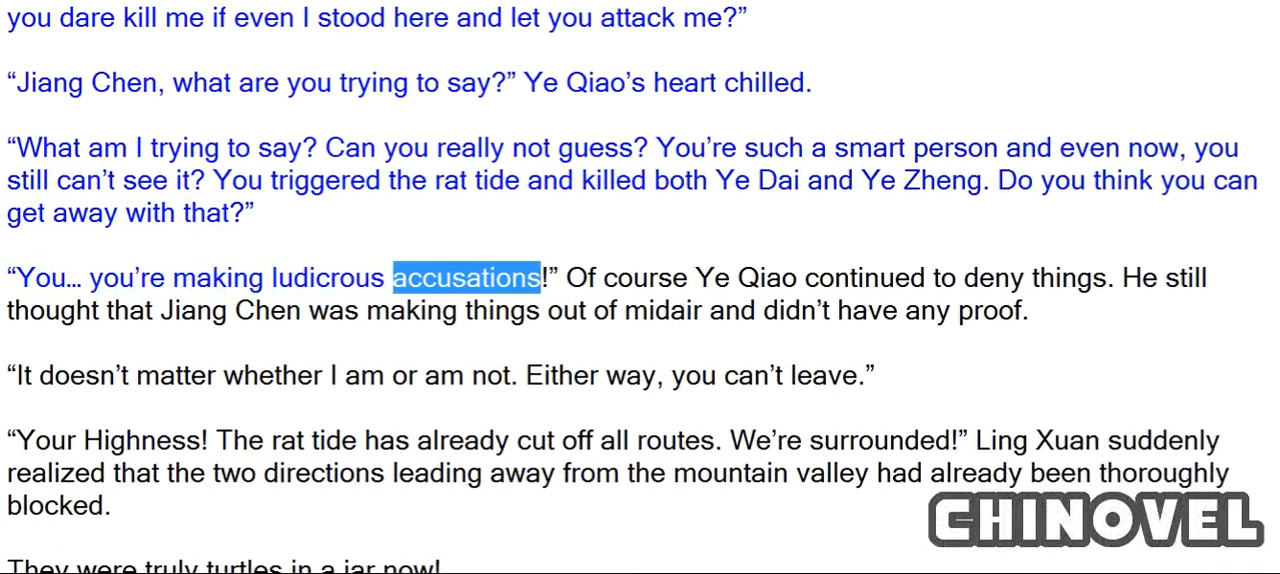 you dare kill me if even I stood here and let you attack me?”
“Jiang Chen, what are you trying to say?” Ye Qiao’s heart chilled.
“What am I trying to say? Can you really not guess? You’re such a smart person and even now, you
still can’t see it? You triggered the rat tide and killed both Ye Dai and Ye Zheng. Do you think you can
get away with that?”
“You… you’re making ludicrous accusations!” Of course Ye Qiao continued to deny things. He still
thought that Jiang Chen was making things out of midair and didn’t have any proof.
“It doesn’t matter whether I am or am not. Either way, you can’t leave.”
“Your Highness! The rat tide has already cut off all routes. We’re surrounded!” Ling Xuan suddenly
realized that the two directions leading away from the mountain valley had already been thoroughly
blocked.
CHINOVEL
They were truly turtles in a jar now!